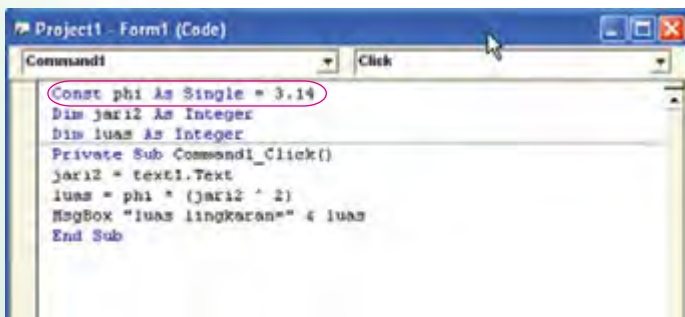 Project1 - Form1 (Code)
Command1 Click
Const phi As Single = 3.14
Dim jari2 As Integer
Dim luas As Integer
Private Sub Command1_Click()
jari2 = text1.Text
luas = phi * (jari2 ^ 2)
MsgBox "luas lingkaran=" & luas
End Sub